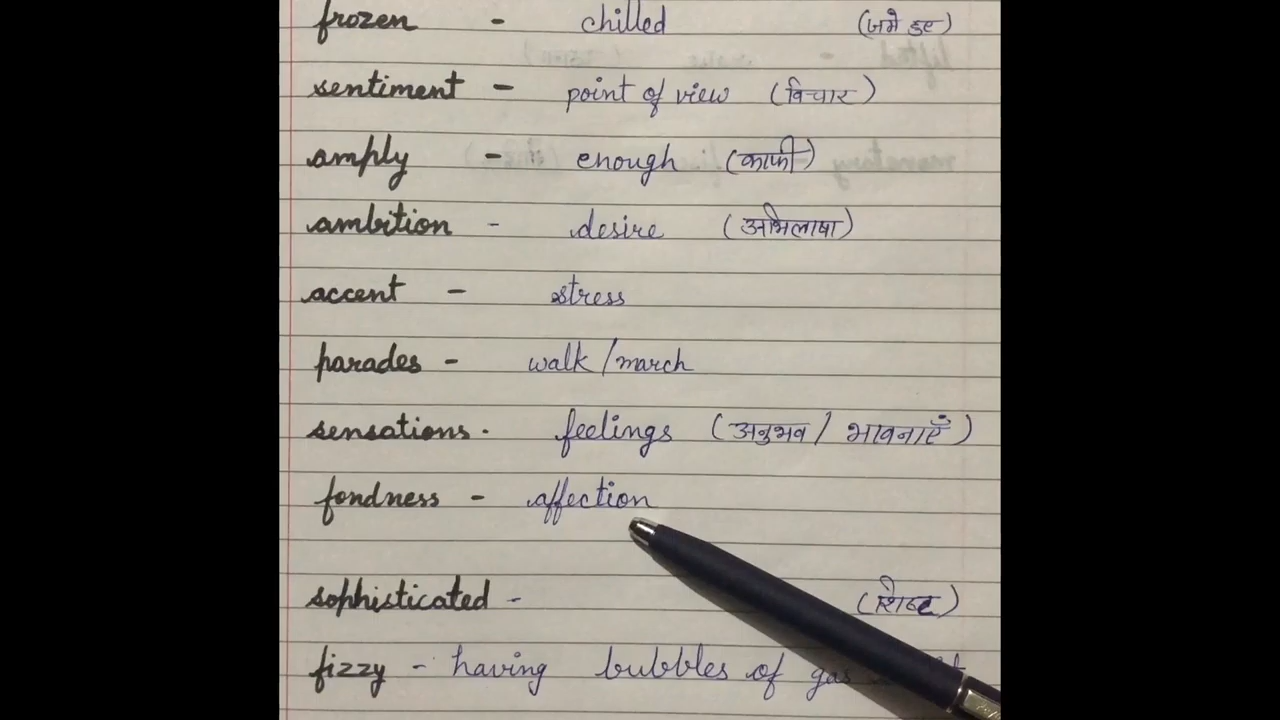 frozen - chilled (जमे हुए)
sentiment - point of view (विचार)
amply - enough (काफी)
ambition - desire (अभिलाषा)
accent - stress
parades - walk/march
sensations. feelings (अनुभव / भावनाएँ)
fondness - affection
sophisticated - (शिष्ट)
fizzy - having bubbles of gas